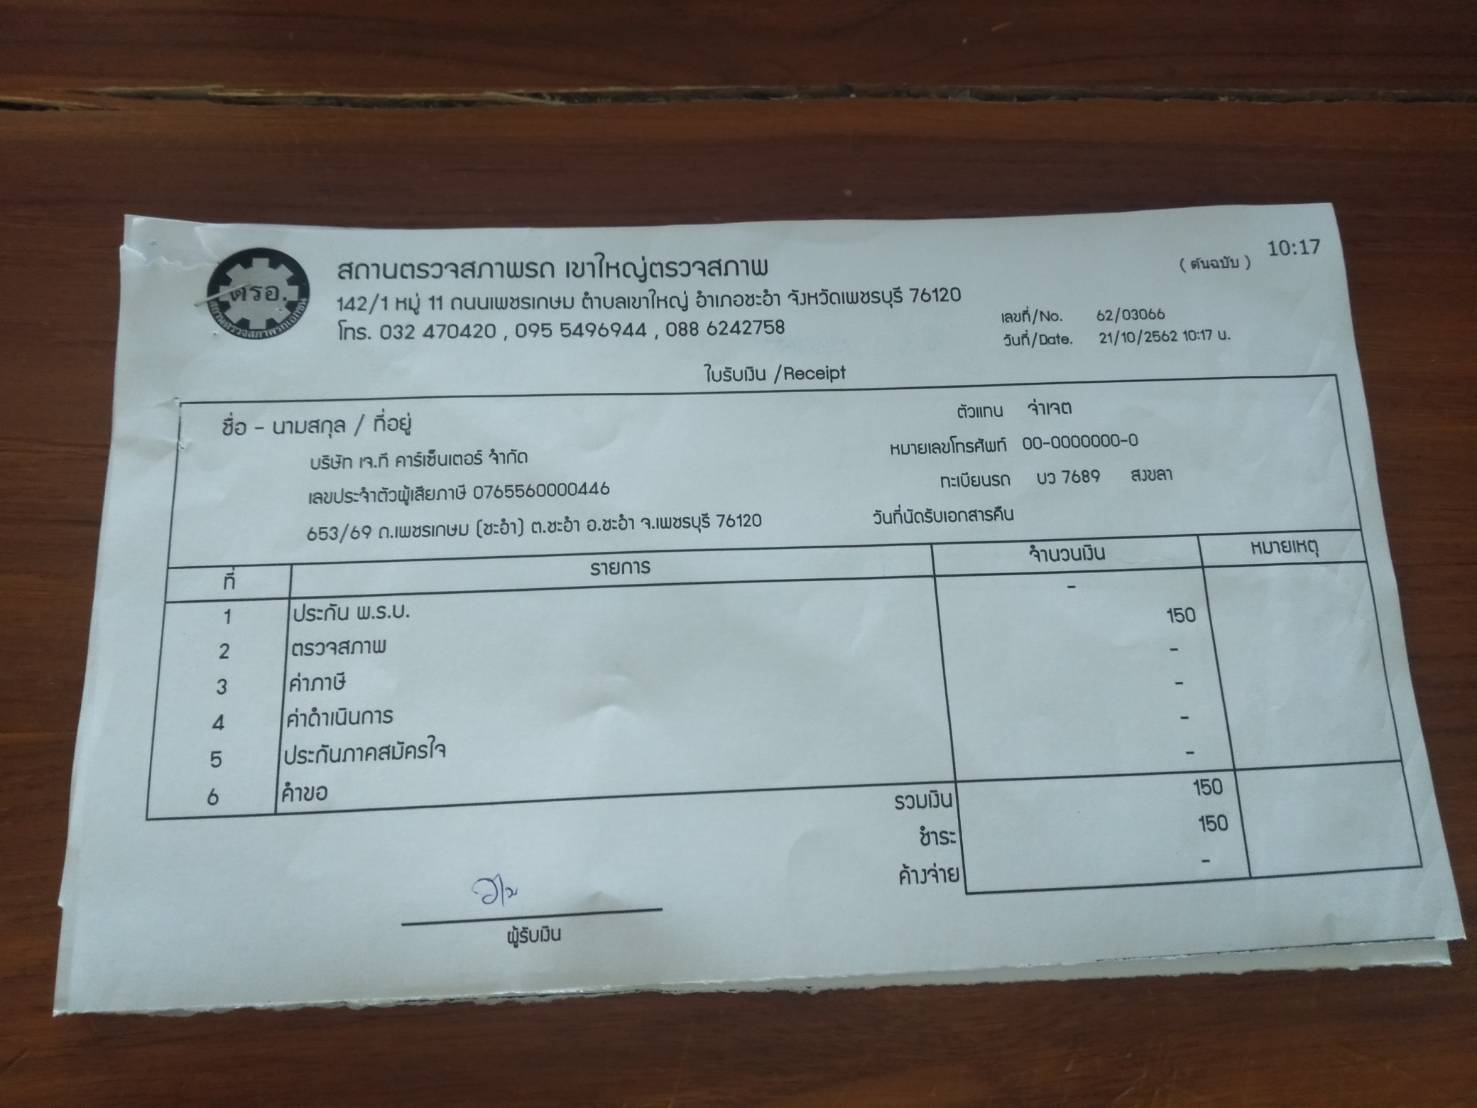 10:17
( ต้นฉบับ )
ตรอ.
สถานตรวจสภาพรถ เขาใหญ่ตรวจสภาพ
142/1 หมู่ 11 ถนนเพชรเกษม ตำบลเขาใหญ่ อำเภอชะอำ จังหวัดเพชรบุรี 76120
โทร. 032 470420 , 095 5496944 , 088 6242758
เลขที่/No. 62/03066
วันที่/Date. 21/10/2562 10:17 น.
ใบรับเงิน /Receipt
ชื่อ - นามสกุล / ที่อยู่
บริษัท เจ.ที คาร์เซ็นเตอร์ จำกัด
เลขประจำตัวผู้เสียภาษี 0765560000446
653/69 ถ.เพชรเกษม (ชะอำ) ต.ชะอำ อ.ชะอำ จ.เพชรบุรี 76120
ตัวแทน จ่าเจต
หมายเลขโทรศัพท์ 00-0000000-0
ทะเบียนรถ บว 7689 สงขลา
วันที่นัดรับเอกสารคืน
ที่ รายการ จำนวนเงิน หมายเหตุ
1 ประกัน พ.ร.บ. -
2 ตรวจสภาพ 150
3 ค่าภาษี -
4 ค่าดำเนินการ -
5 ประกันภาคสมัครใจ -
6 คำขอ -
รวมเงิน 150
ชำระ 150
ค้างจ่าย -
ผู้รับเงิน